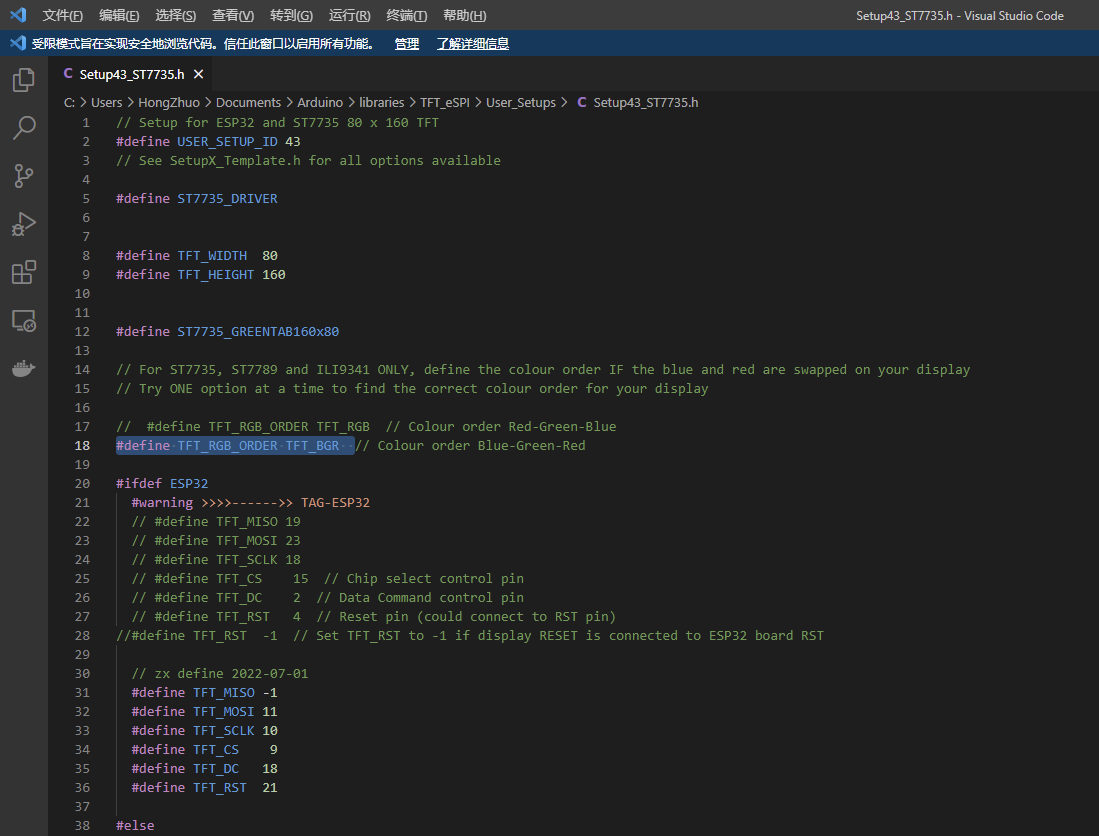 文件(F) 编辑(E) 选择(S) 查看(V) 转到(G) 运行(R) 终端(T) 帮助(H) Setup43_ST7735.h - Visual Studio Code
受限模式旨在实现安全地浏览代码。信任此窗口以启用所有功能。 管理 了解详细信息
C Setup43_ST7735.h ×
C: > Users > HongZhuo > Documents > Arduino > libraries > TFT_eSPI > User_Setups > C Setup43_ST7735.h
1 // Setup for ESP32 and ST7735 80 x 160 TFT
2 #define USER_SETUP_ID 43
3 // See SetupX_Template.h for all options available
4
5 #define ST7735_DRIVER
6
7
8 #define TFT_WIDTH  80
9 #define TFT_HEIGHT 160
10
11
12 #define ST7735_GREENTAB160x80
13
14 // For ST7735, ST7789 and ILI9341 ONLY, define the colour order IF the blue and red are swapped on your display
15 // Try ONE option at a time to find the correct colour order for your display
16
17 //  #define TFT_RGB_ORDER TFT_RGB  // Colour order Red-Green-Blue
18 #define TFT_RGB_ORDER TFT_BGR  // Colour order Blue-Green-Red
19
20 #ifdef ESP32
21   #warning >>>>------>> TAG-ESP32
22   // #define TFT_MISO 19
23   // #define TFT_MOSI 23
24   // #define TFT_SCLK 18
25   // #define TFT_CS    15  // Chip select control pin
26   // #define TFT_DC    2  // Data Command control pin
27   // #define TFT_RST   4  // Reset pin (could connect to RST pin)
28 //#define TFT_RST  -1  // Set TFT_RST to -1 if display RESET is connected to ESP32 board RST
29
30   // zx define 2022-07-01
31   #define TFT_MISO -1
32   #define TFT_MOSI 11
33   #define TFT_SCLK 10
34   #define TFT_CS    9
35   #define TFT_DC   18
36   #define TFT_RST  21
37
38 #else